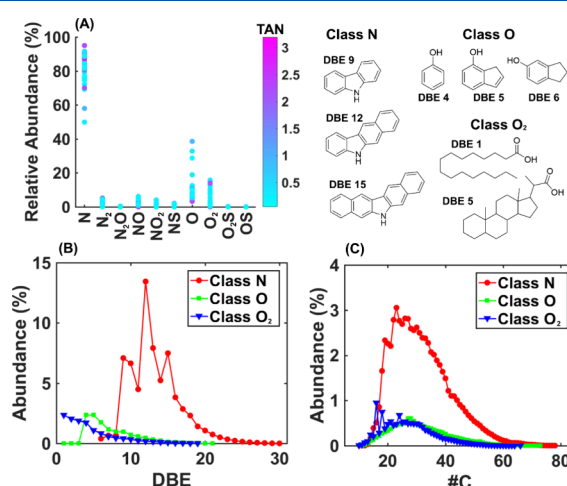 (A)
TAN
Relative Abundance (%)
100
80
60
40
20
0
3
2.5
2
1.5
1
0.5
N
N₂
N₂O
NO
NO₂
NS
O
O₂
O₂S
OS
Class N
DBE 9
N
H
DBE 12
N
H
DBE 15
N
H
Class O
OH
OH
HO
DBE 4
DBE 5
DBE 6
Class O₂
DBE 1
O
OH
O
OH
DBE 5
(B)
Abundance (%)
15
10
5
0
0
10
20
30
DBE
Class N
Class O
Class O₂
(C)
Abundance (%)
4
3
2
1
0
20
40
60
80
#C
Class N
Class O
Class O₂